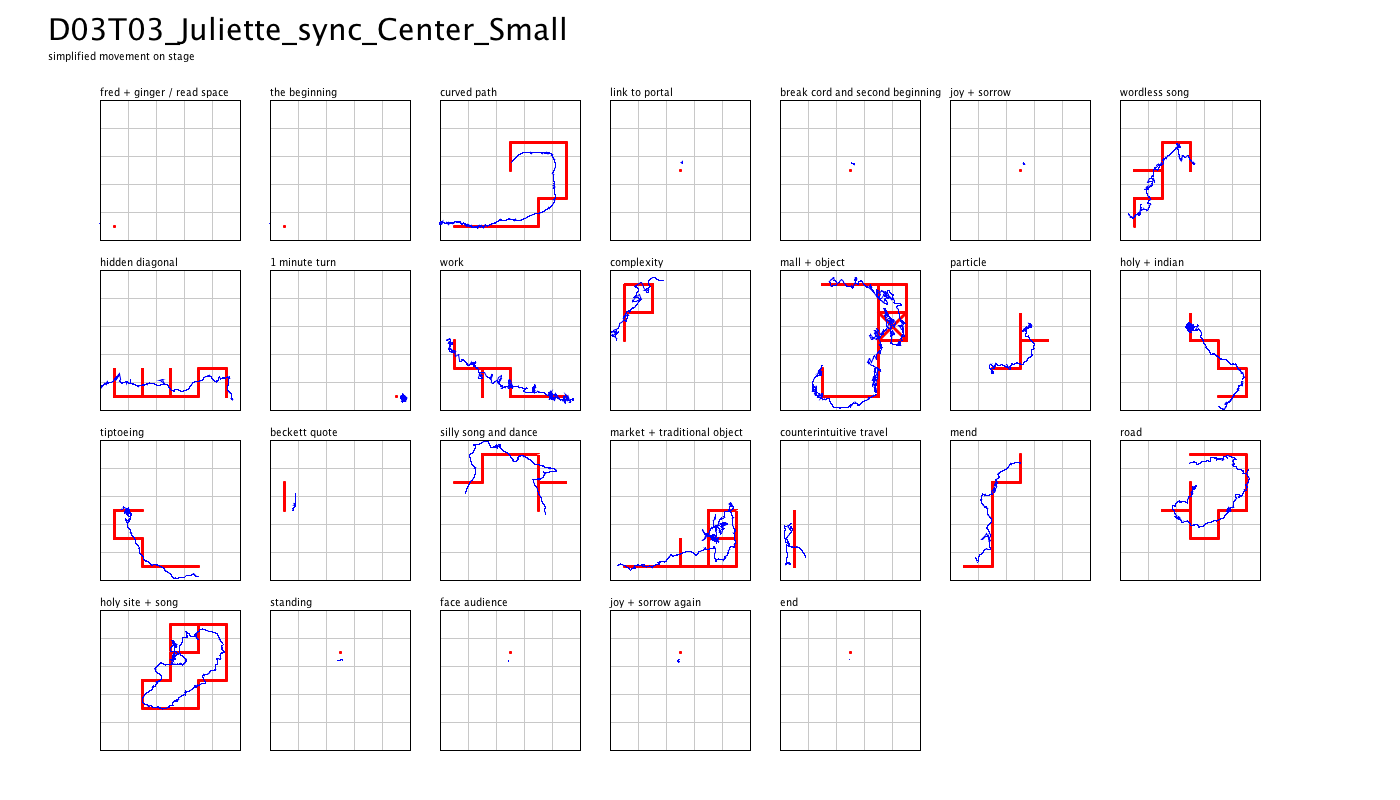 D03T03_Juliette_sync_Center_Small
simplified movement on stage
fred + ginger / read space
the beginning
curved path
link to portal
break cord and second beginning
joy + sorrow
wordless song
hidden diagonal
1 minute turn
work
complexity
mall + object
particle
holy + indian
tiptoeing
beckett quote
silly song and dance
market + traditional object
counterintuitive travel
mend
road
holy site + song
standing
face audience
joy + sorrow again
end